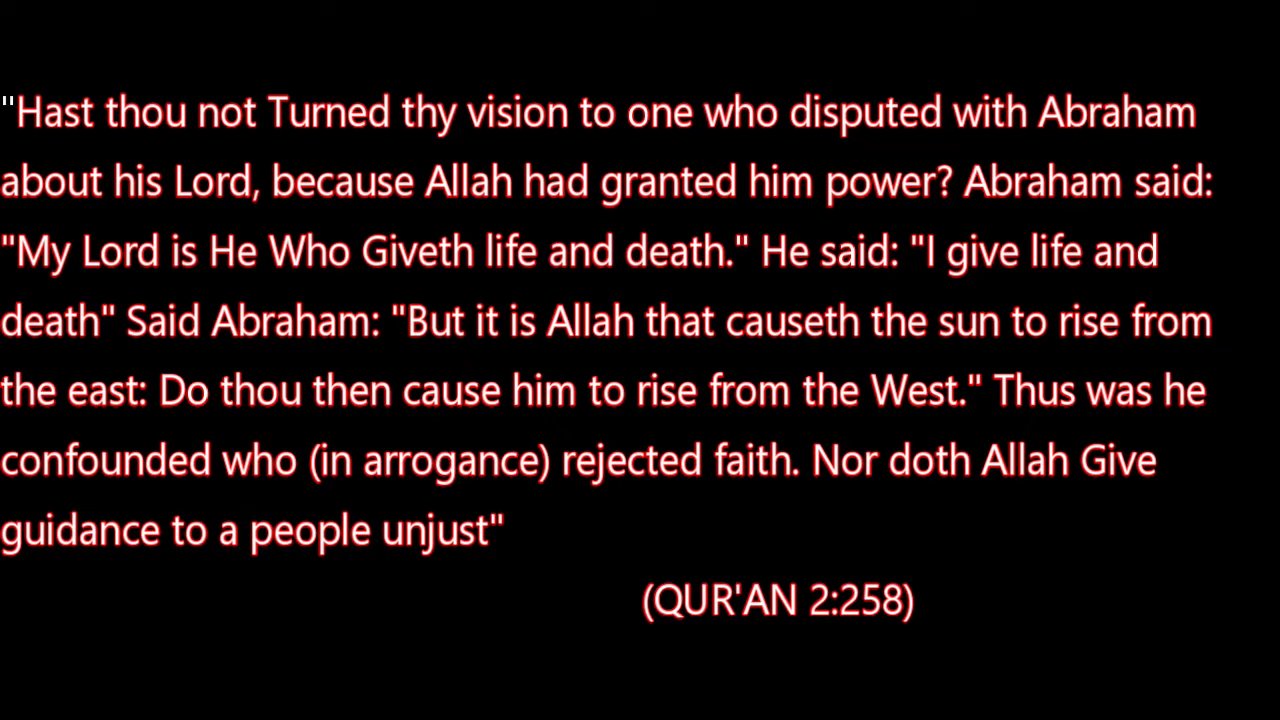 "Hast thou not Turned thy vision to one who disputed with Abraham
about his Lord, because Allah had granted him power? Abraham said:
"My Lord is He Who Giveth life and death." He said: "I give life and
death" Said Abraham: "But it is Allah that causeth the sun to rise from
the east: Do thou then cause him to rise from the West." Thus was he
confounded who (in arrogance) rejected faith. Nor doth Allah Give
guidance to a people unjust"
(QUR'AN 2:258)